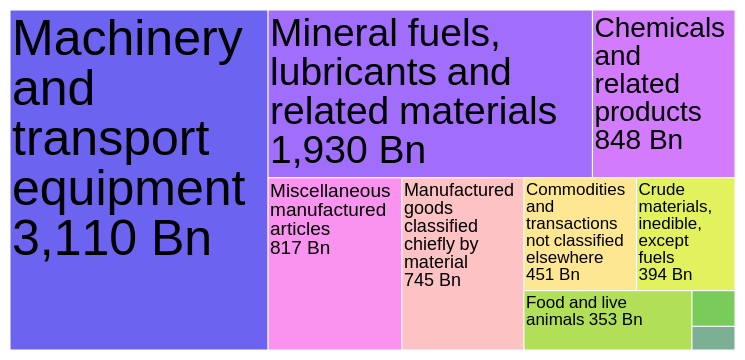 Machinery
and
transport
equipment
3,110 Bn
Mineral fuels,
lubricants and
related materials
1,930 Bn
Chemicals
and
related
products
848 Bn
Miscellaneous
manufactured
articles
817 Bn
Manufactured
goods
classified
chiefly by
material
745 Bn
Commodities
and
transactions
not classified
elsewhere
451 Bn
Crude
materials,
inedible,
except
fuels
394 Bn
Food and live
animals 353 Bn